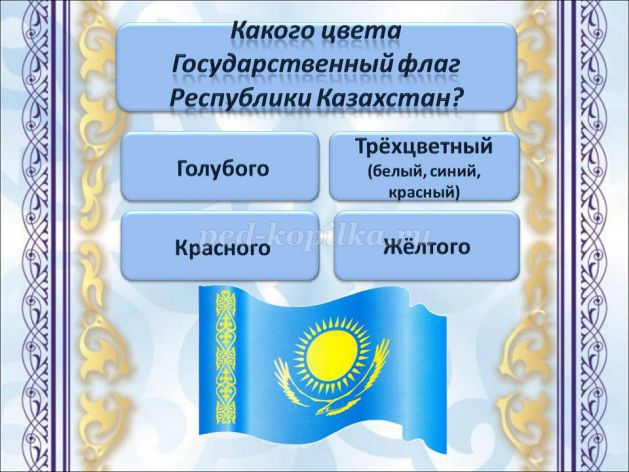 Какого цвета
Государственный флаг
Республики Казахстан?
Голубого
Трёхцветный
(белый, синий,
красный)
Красного
Жёлтого
ped-kopilka.ru